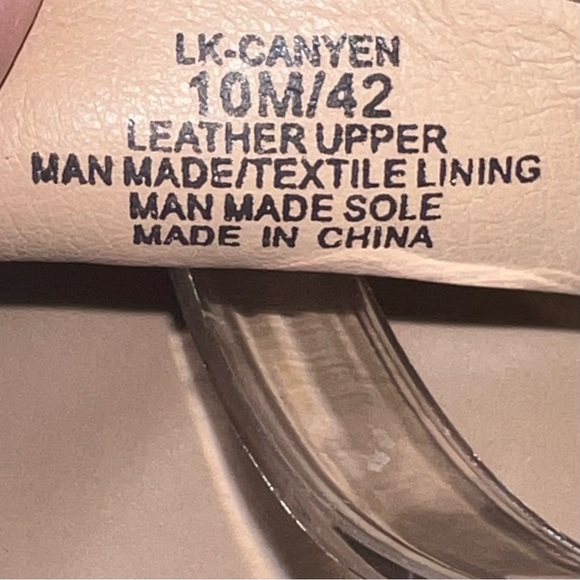 LK-CANYEN
10M/42
LEATHER UPPER
MAN MADE/TEXTILE LINING
MAN MADE SOLE
MADE IN CHINA